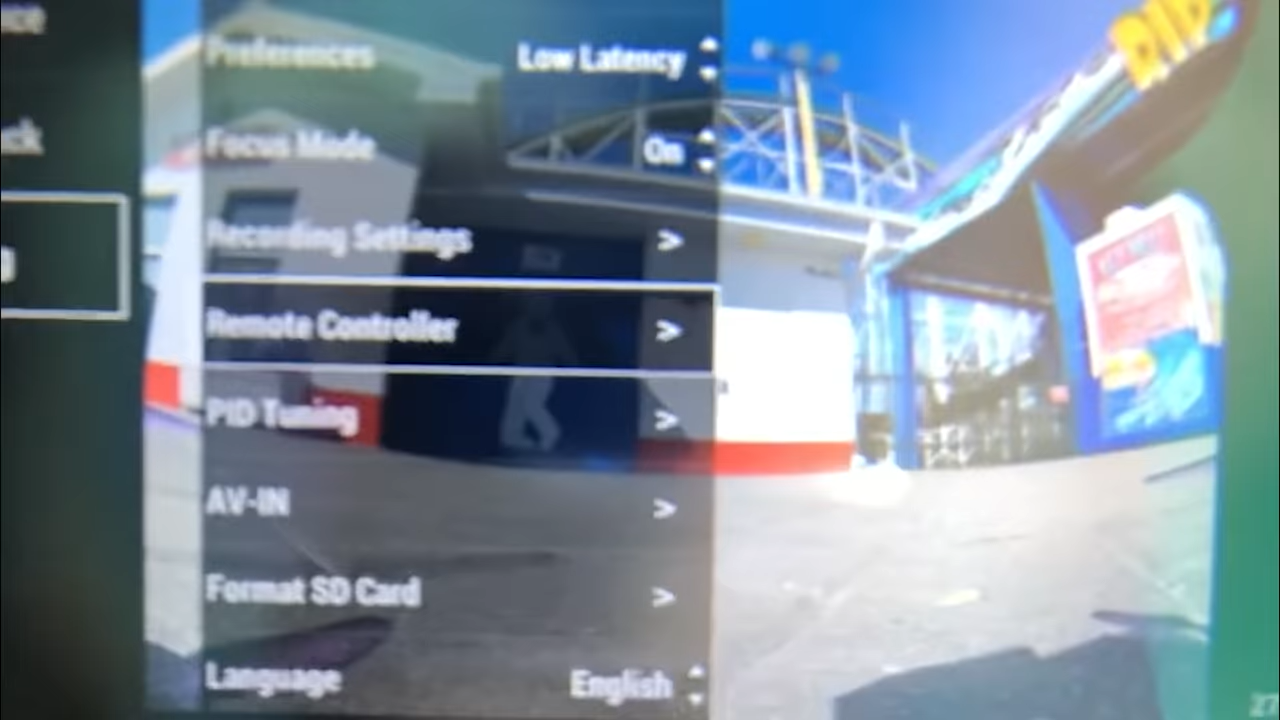 Preferences Low Latency
Focus Mode On
Recording Settings >
Remote Controller >
PID Tuning >
AV-IN >
Format SD Card >
Language English
27